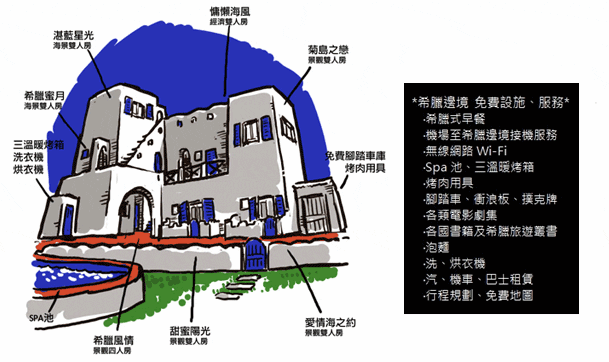 慵懶海風
經濟雙人房
湛藍星光
海景雙人房
菊島之戀
景觀雙人房
希臘蜜月
海景雙人房
三溫暖烤箱
洗衣機
烘衣機
免費腳踏車庫
烤肉用具
SPA池
希臘風情
景觀四人房
甜蜜陽光
景觀雙人房
愛情海之約
景觀雙人房
*希臘邊境 免費設施、服務*
·希臘式早餐
·機場至希臘邊境接機服務
·無線網路 Wi-Fi
·Spa 池、三溫暖烤箱
·烤肉用具
·腳踏車、衝浪板、撲克牌
·各類電影劇集
·各國書籍及希臘旅遊叢書
·泡麵
·洗、烘衣機
·汽、機車、巴士租賃
·行程規劃、免費地圖